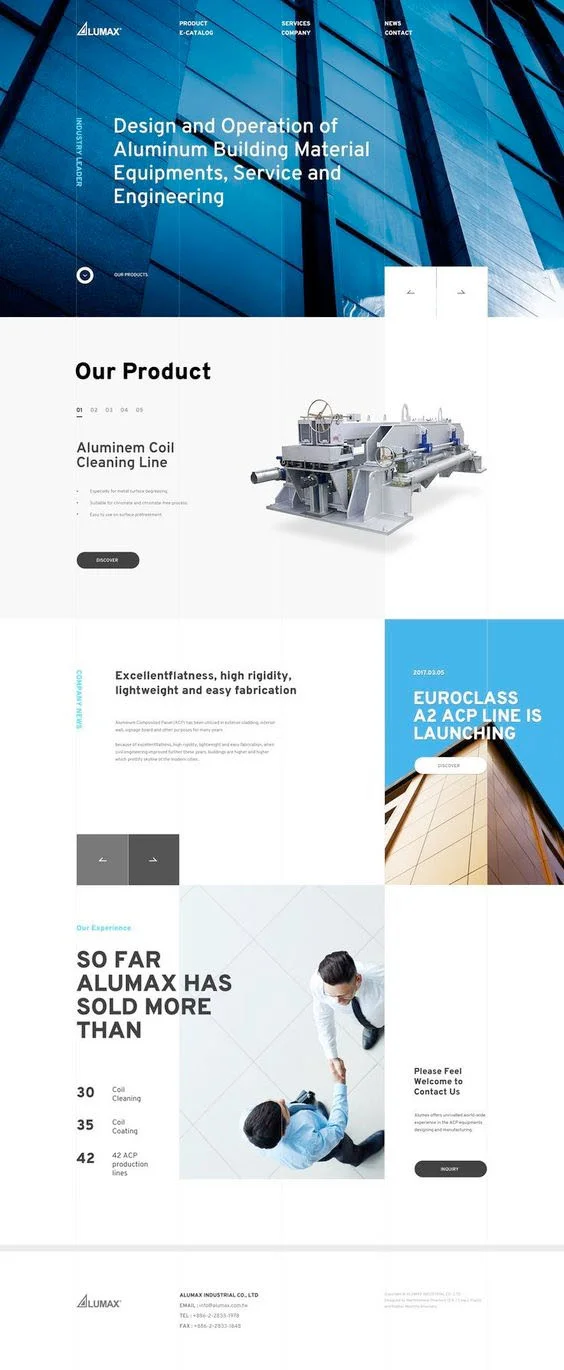 ALUMAX
PRODUCT
E-CATALOG
SERVICES
COMPANY
NEWS
CONTACT
INDUSTRY LEADER
Design and Operation of
Aluminum Building Material
Equipments, Service and
Engineering
OUR PRODUCTS
Our Product
01 02 03 04 05
Aluminem Coil
Cleaning Line
Especially for metal surface degreasing
Suitable for chromate and chromate-free process
Easy to use on surface pretreatment
DISCOVER
COMPANY NEWS
Excellentflatness, high rigidity,
lightweight and easy fabrication
Aluminum Composited Panel (ACP) has been utilized in exterior cladding, interior
wall, signage board and other purposes for many years.
because of excellentflatness, high rigidity, lightweight and easy fabrication, when
civil engineering improved further these years, buildings are higher and higher
which prettify skyline of the modern cities.
2017.03.05
EUROCLASS
A2 ACP LINE IS
LAUNCHING
DISCOVER
Our Experience
SO FAR
ALUMAX HAS
SOLD MORE
THAN
30 Coil
Cleaning
35 Coil
Coating
42 42 ACP
production
lines
Please Feel
Welcome to
Contact Us
Alumax offers unrivalled world-wide
experience in the ACP equipments
designing and manufacturing.
INQUIRY
ALUMAX
ALUMAX INDUSTRIAL CO., LTD
EMAIL : info@alumax.com.tw
TEL : +886-2-2833-1978
FAX : +886-2-2833-1648
Copyright © ALUMAX INDUSTRIAL CO., LTD.